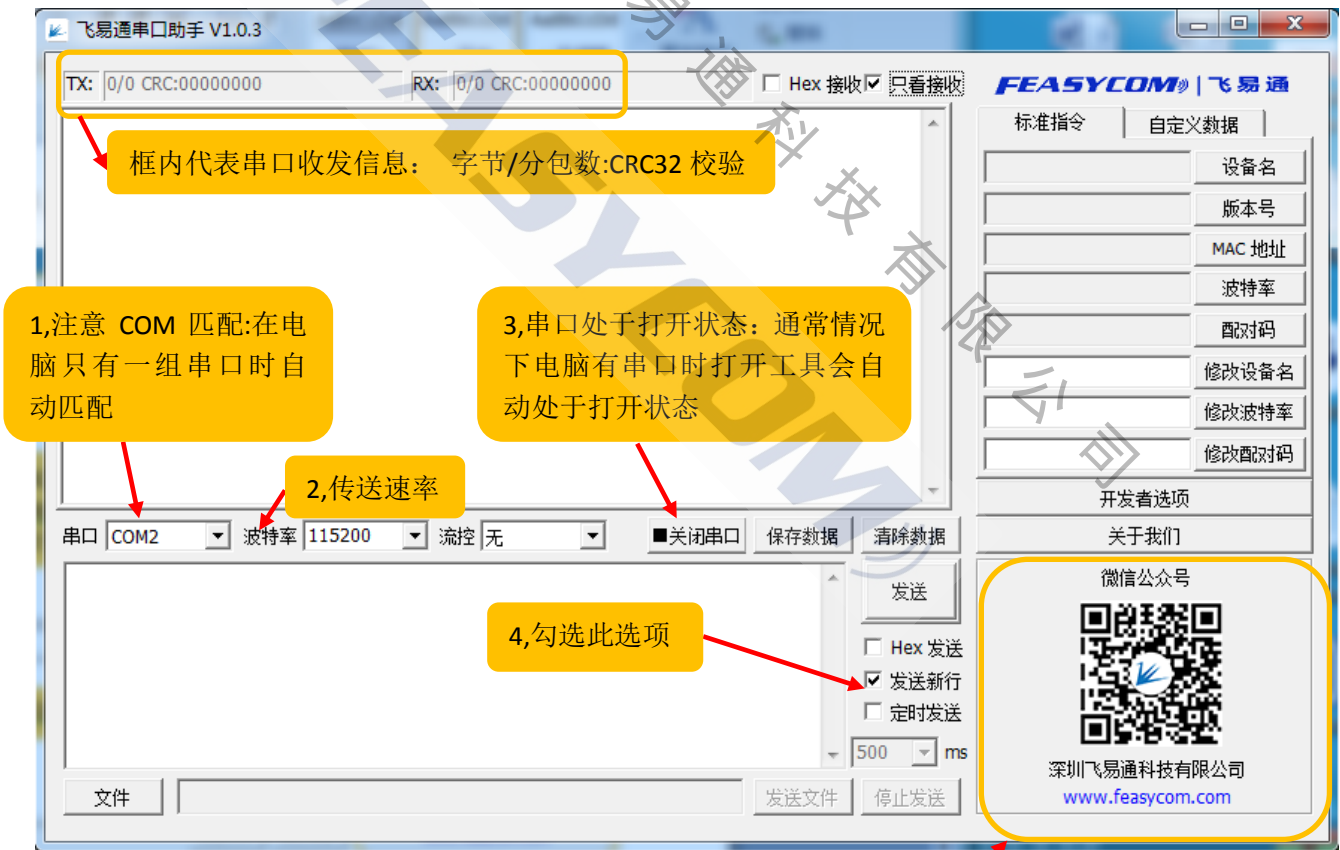 飞易通串口助手 V1.0.3
TX: 0/0 CRC:00000000 RX: 0/0 CRC:00000000 Hex 接收 只看接收
FEASYCOM 飞易通
标准指令 自定义数据
框内代表串口收发信息: 字节/分包数:CRC32 校验
设备名
版本号
MAC 地址
波特率
配对码
修改设备名
修改波特率
修改配对码
开发者选项
关于我们
1,注意 COM 匹配:在电
脑只有一组串口时自
动匹配
3,串口处于打开状态：通常情况
下电脑有串口时打开工具会自
动处于打开状态
2,传送速率
串口 COM2 波特率 115200 流控 无 ■关闭串口 保存数据 清除数据
发送
4,勾选此选项
Hex 发送
发送新行
定时发送
500 ms
文件 发送文件 停止发送
微信公众号
深圳飞易通科技有限公司
www.feasycom.com
FEASYCOM
易通科技有限公司